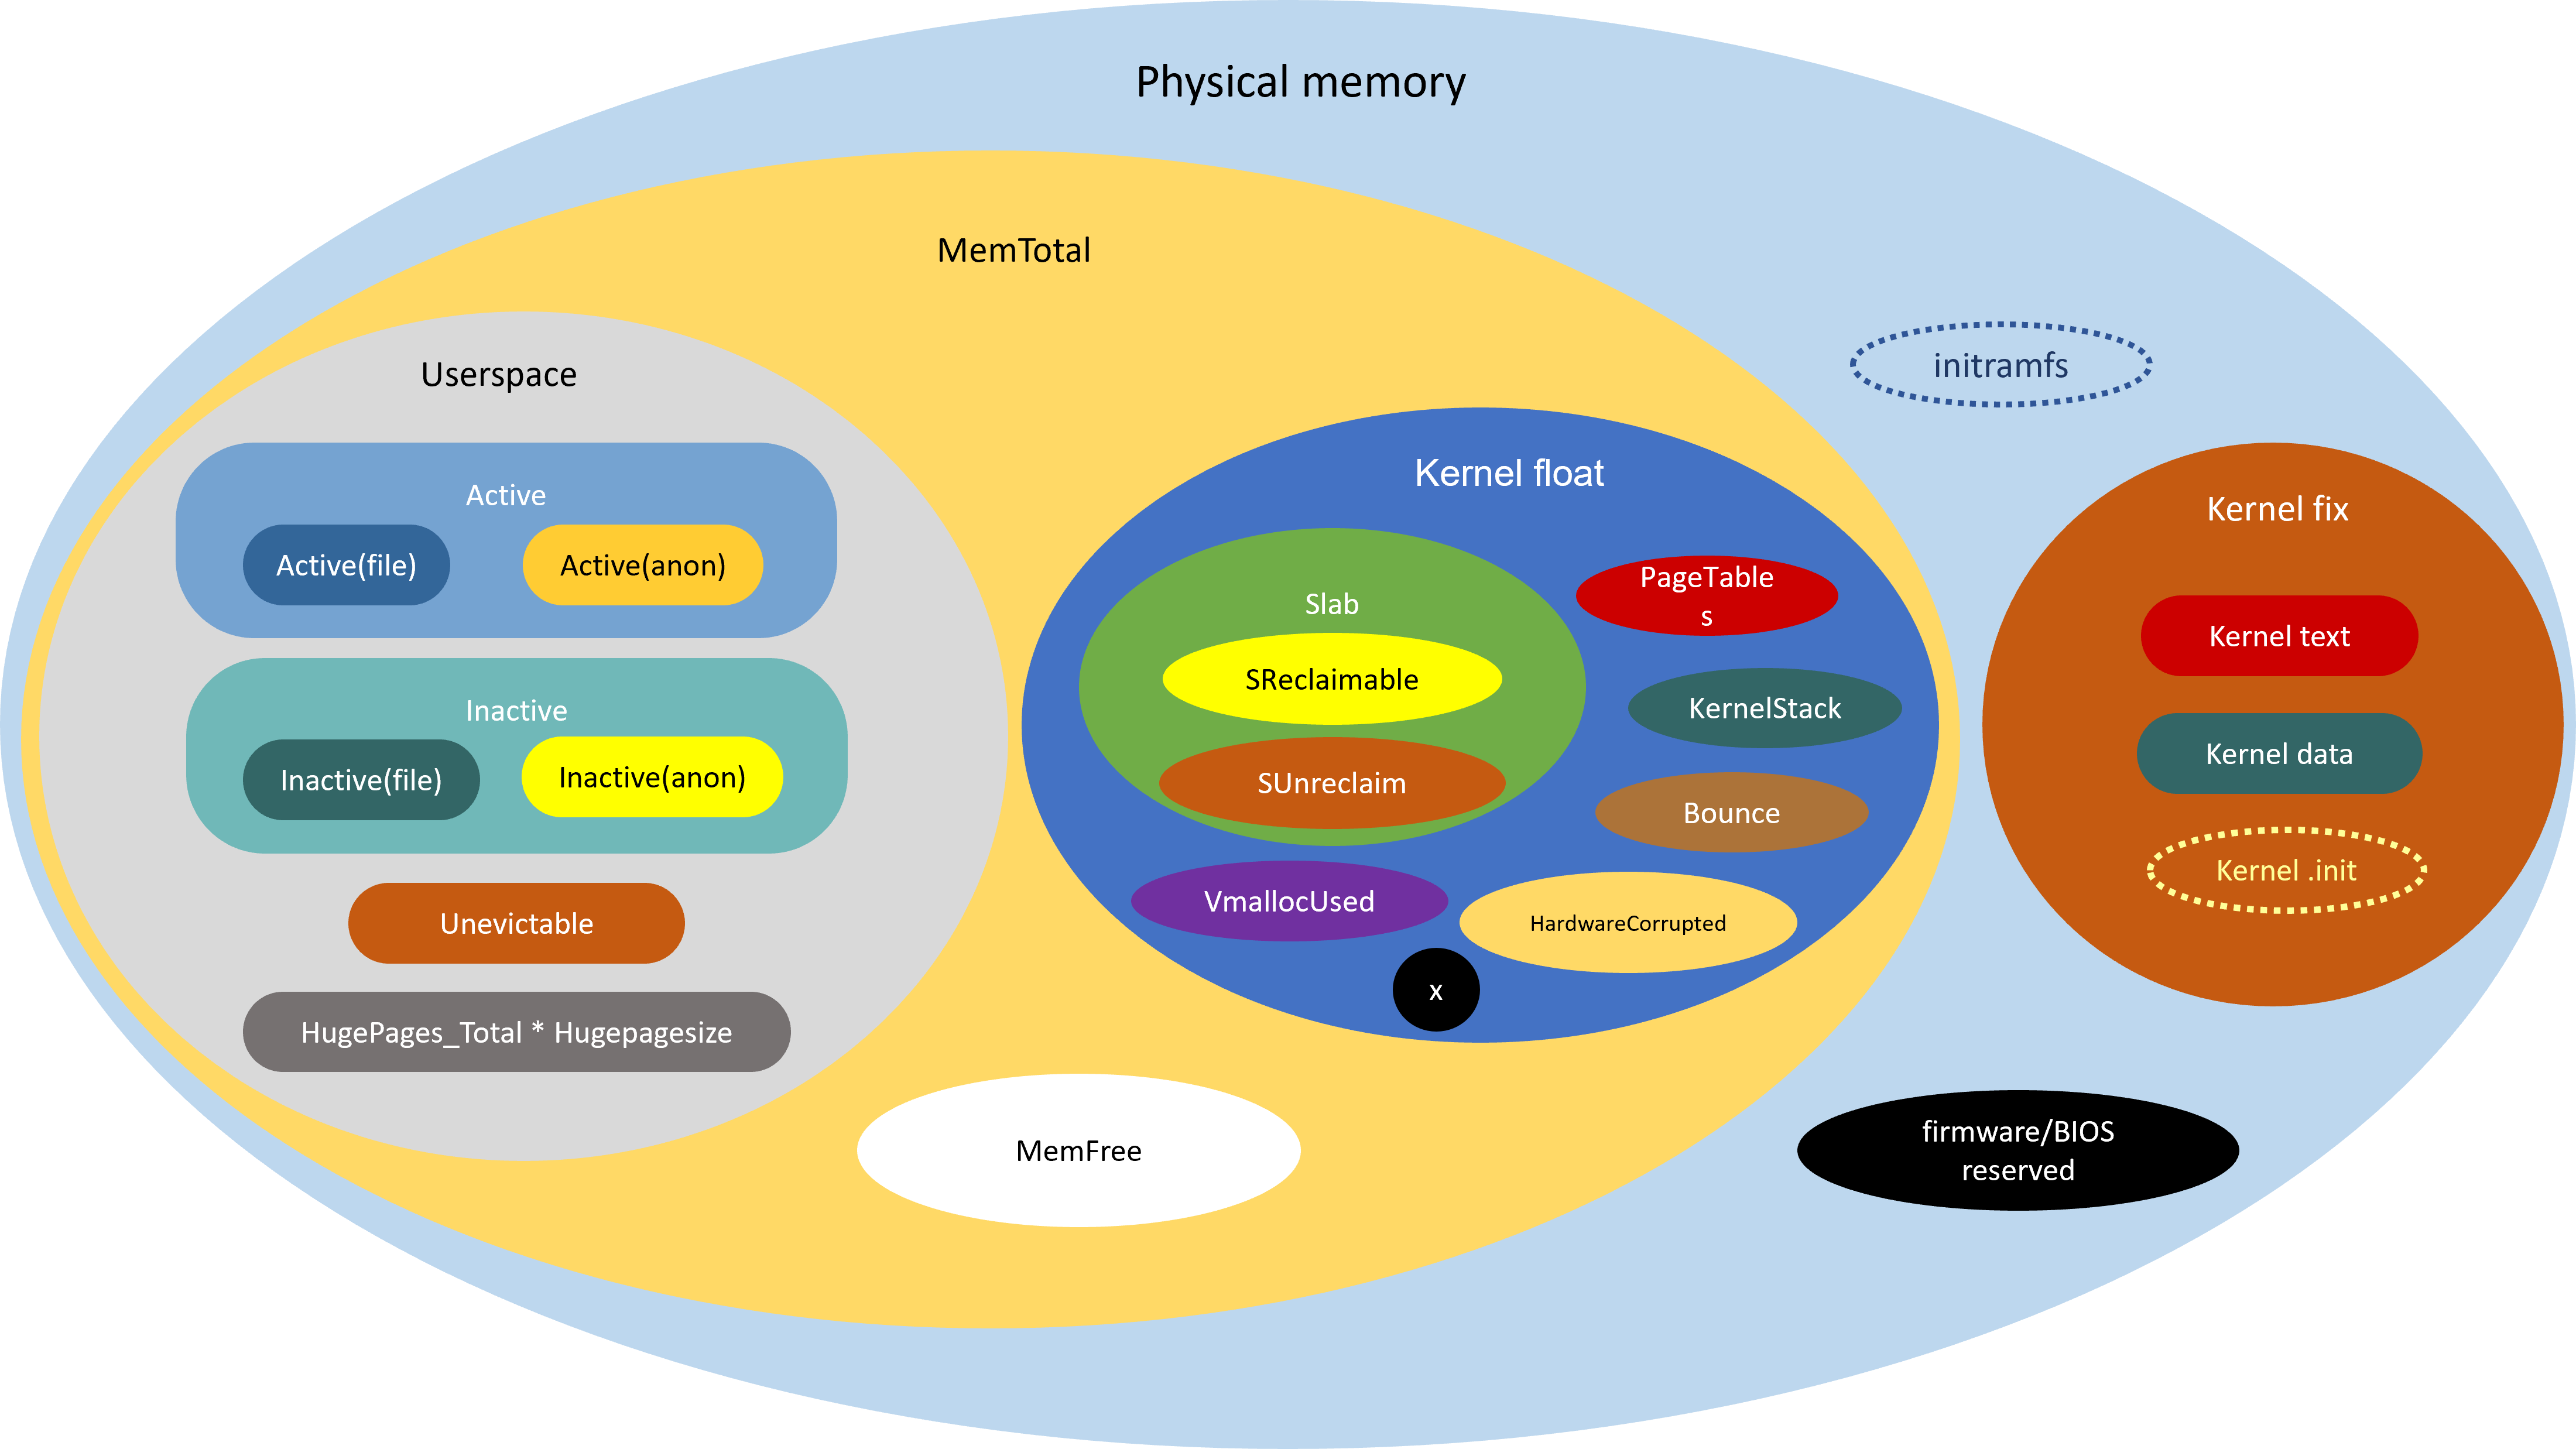 Physical memory
MemTotal
Userspace
Active
Active(file)
Active(anon)
Inactive
Inactive(file)
Inactive(anon)
Unevictable
HugePages_Total * Hugepagesize
Kernel float
Slab
SReclaimable
SUnreclaim
PageTable
s
KernelStack
Bounce
VmallocUsed
HardwareCorrupted
x
MemFree
initramfs
Kernel fix
Kernel text
Kernel data
Kernel .init
firmware/BIOS
reserved